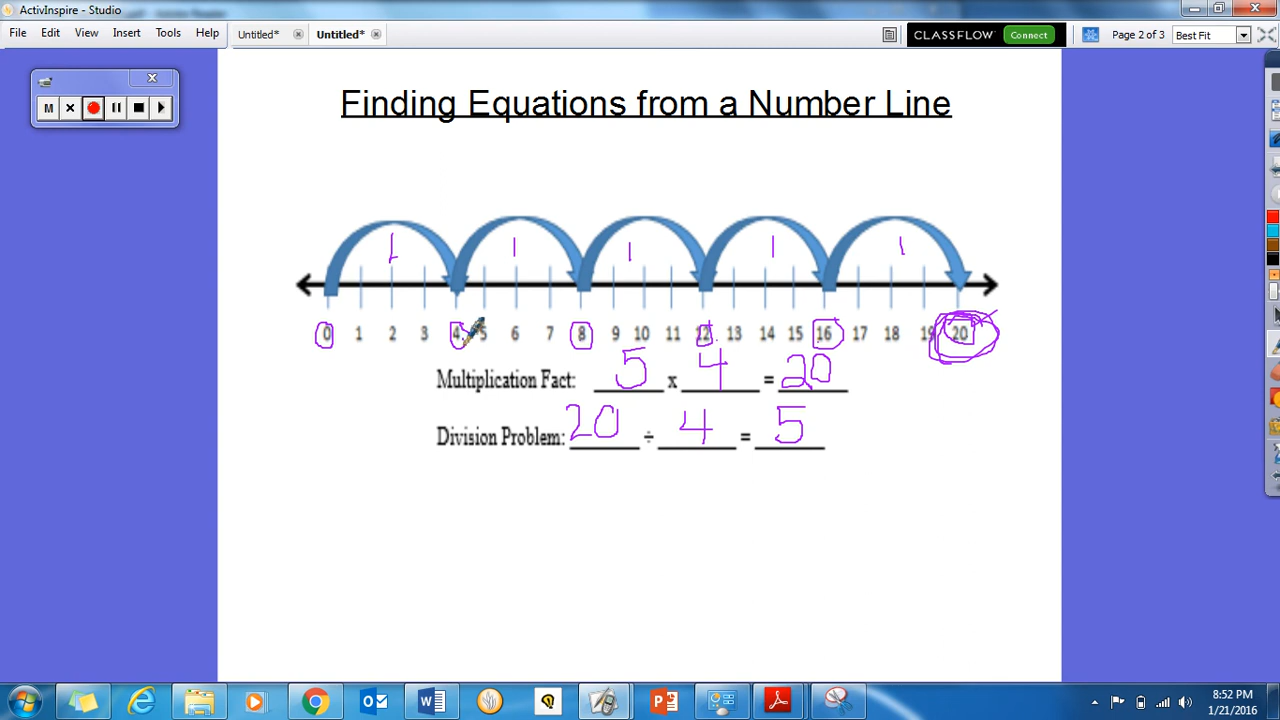 ActivInspire - Studio
File Edit View Insert Tools Help Untitled* Untitled* CLASSFLOW Connect Page 2 of 3 Best Fit
M
Finding Equations from a Number Line
1 1 1 1 1
0 1 2 3 4 5 6 7 8 9 10 11 12 13 14 15 16 17 18 19 20
Multiplication Fact: 5 x 4 = 20
Division Problem: 20 ÷ 4 = 5
8:52 PM
1/21/2016